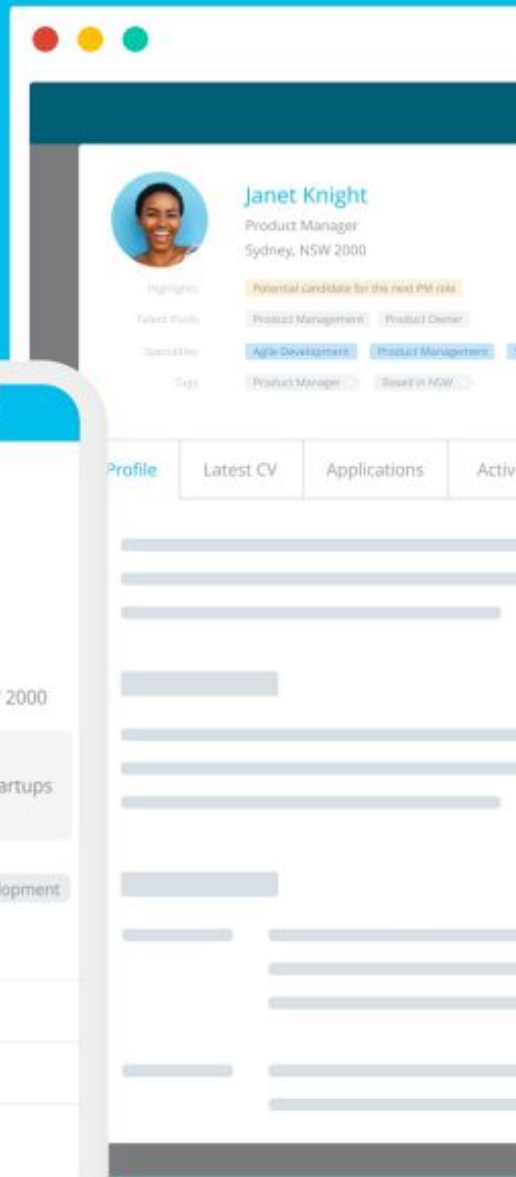 Janet Knight
Product Manager
Sydney, NSW 2000
Highlights Potential candidate for the next PM role
Talent Pools Product Management Product Owner
Specialties Agile Development Product Management S
Tags Product Manager Based in NSW
Profile Latest CV Applications Activ
2000
artups
lopment